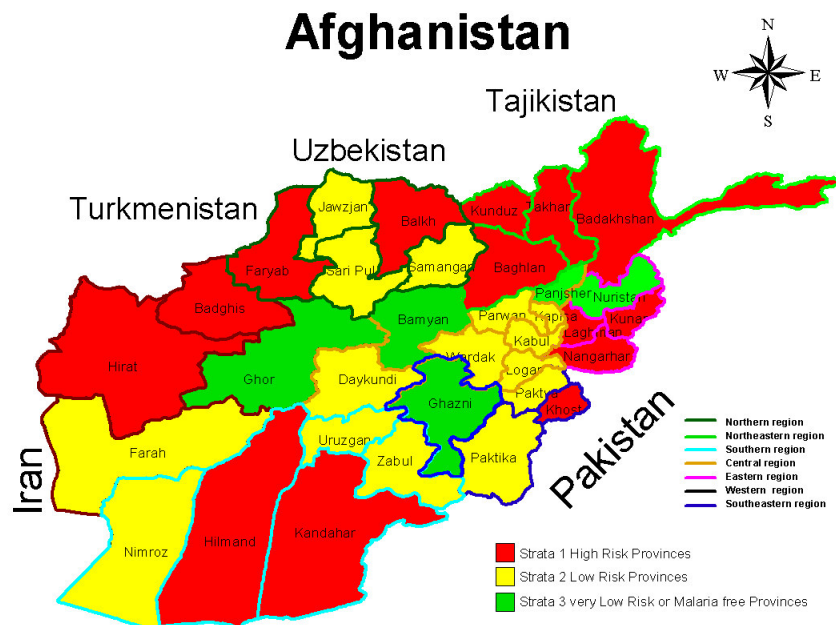 Afghanistan
N
W E
S
Tajikistan
Uzbekistan
Turkmenistan
Jawzjan
Balkh
Kunduz
Takhar
Badakhshan
Faryab
Sari Pul
Samangan
Baghlan
Badghis
Panjsher
Nuristan
Bamyan
Parwan
Kapisa
Kunar
Laghman
Kabul
Hirat
Wardak
Nangarhar
Ghor
Daykundi
Logar
Ghazni
Paktya
Khost
Pakistan
Iran
Farah
Uruzgan
Zabul
Paktika
Nimroz
Hilmand
Kandahar
Northern region
Northeastern region
Southern region
Central region
Eastern region
Western region
Southeastern region
Strata 1 High Risk Provinces
Strata 2 Low Risk Provinces
Strata 3 very Low Risk or Malaria free Provinces